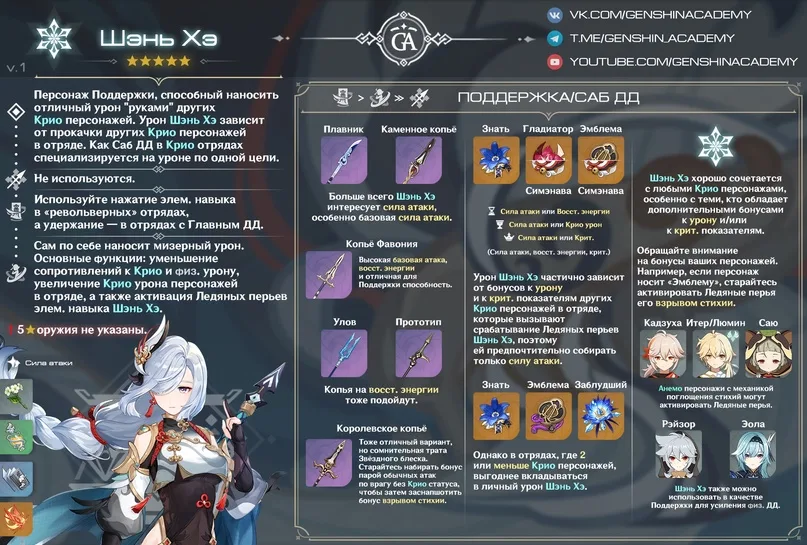 Шэнь Хэ
GA
VK.COM/GENSHINACADEMY
T.ME/GENSHIN_ACADEMY
YOUTUBE.COM/GENSHINACADEMY
v.1
Персонаж Поддержки, способный наносить
отличный урон "руками" других
Крио персонажей. Урон Шэнь Хэ зависит
от прокачки других Крио персонажей
в отряде. Как Саб ДД в Крио отрядах
специализируется на уроне по одной цели.
Не используются.
Используйте нажатие элем. навыка
в «револьверных» отрядах,
а удержание — в отрядах с Главным ДД.
Сам по себе наносит мизерный урон.
Основные функции: уменьшение
сопротивлений к Крио и физ. урону,
увеличение Крио урона персонажей
в отряде, а также активация Ледяных перьев
элем. навыка Шэнь Хэ.
5★оружия не указаны.
Сила атаки
> ≫
ПОДДЕРЖКА/САБ ДД
Плавник
Каменное копьё
Больше всего Шэнь Хэ
интересует сила атаки,
особенно базовая сила атаки.
Копьё Фавония
Высокая базовая атака,
восст. энергии
и отличная для
Поддержки способность.
Улов
Прототип
Копья на восст. энергии
тоже подойдут.
Королевское копьё
Тоже отличный вариант,
но сомнительная трата
Звёздного блеска.
Старайтесь набирать бонус
парой обычных атак
по врагу без Крио статуса,
чтобы затем заснапшотить
бонус взрывом стихии.
Знать
Гладиатор
Эмблема
Симэнава
Симэнава
Сила атаки или Восст. энергии
Сила атаки или Крио урон
Сила атаки или Крит.
(Сила атаки, восст. энергии, крит.)
Урон Шэнь Хэ частично зависит
от бонусов к урону
и к крит. показателям других
Крио персонажей в отряде,
которые вызывают
срабатывание Ледяных перьев
Шэнь Хэ, поэтому
ей предпочтительно собирать
только силу атаки.
Знать
Эмблема
Заблудший
Однако в отрядах, где 2
или меньше Крио персонажей,
выгоднее вкладываться
в личный урон Шэнь Хэ.
Шэнь Хэ хорошо сочетается
с любыми Крио персонажами,
особенно с теми, кто обладает
дополнительными бонусами
к урону и/или
к крит. показателям.
Обращайте внимание
на бонусы ваших персонажей.
Например, если персонаж
носит «Эмблему», старайтесь
активировать Ледяные перья
его взрывом стихии.
Кадзуха
Итер/Люмин
Саю
Анемо персонажи с механикой
поглощения стихий могут
активировать Ледяные перья.
Рэйзор
Эола
Шэнь Хэ также можно
использовать в качестве
Поддержки для усиления физ. ДД.